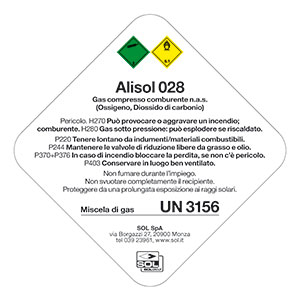 Alisol 028
Gas compresso comburente n.a.s.
(Ossigeno, Diossido di carbonio)
Pericolo. H270 Può provocare o aggravare un incendio;
comburente. H280 Gas sotto pressione: può esplodere se riscaldato.
P220 Tenere lontano da indumenti/materiali combustibili.
P244 Mantenere le valvole di riduzione libere da grasso e olio.
P370+P376 In caso di incendio bloccare la perdita, se non c'è pericolo.
P403 Conservare in luogo ben ventilato.
Non fumare durante l'impiego.
Non svuotare completamente il recipiente.
Proteggere da una prolungata esposizione ai raggi solari.
Miscela di gas UN 3156
SOL SpA
via Borgazzi 27, 20900 Monza
tel 039 23961, www.sol.it
SOL